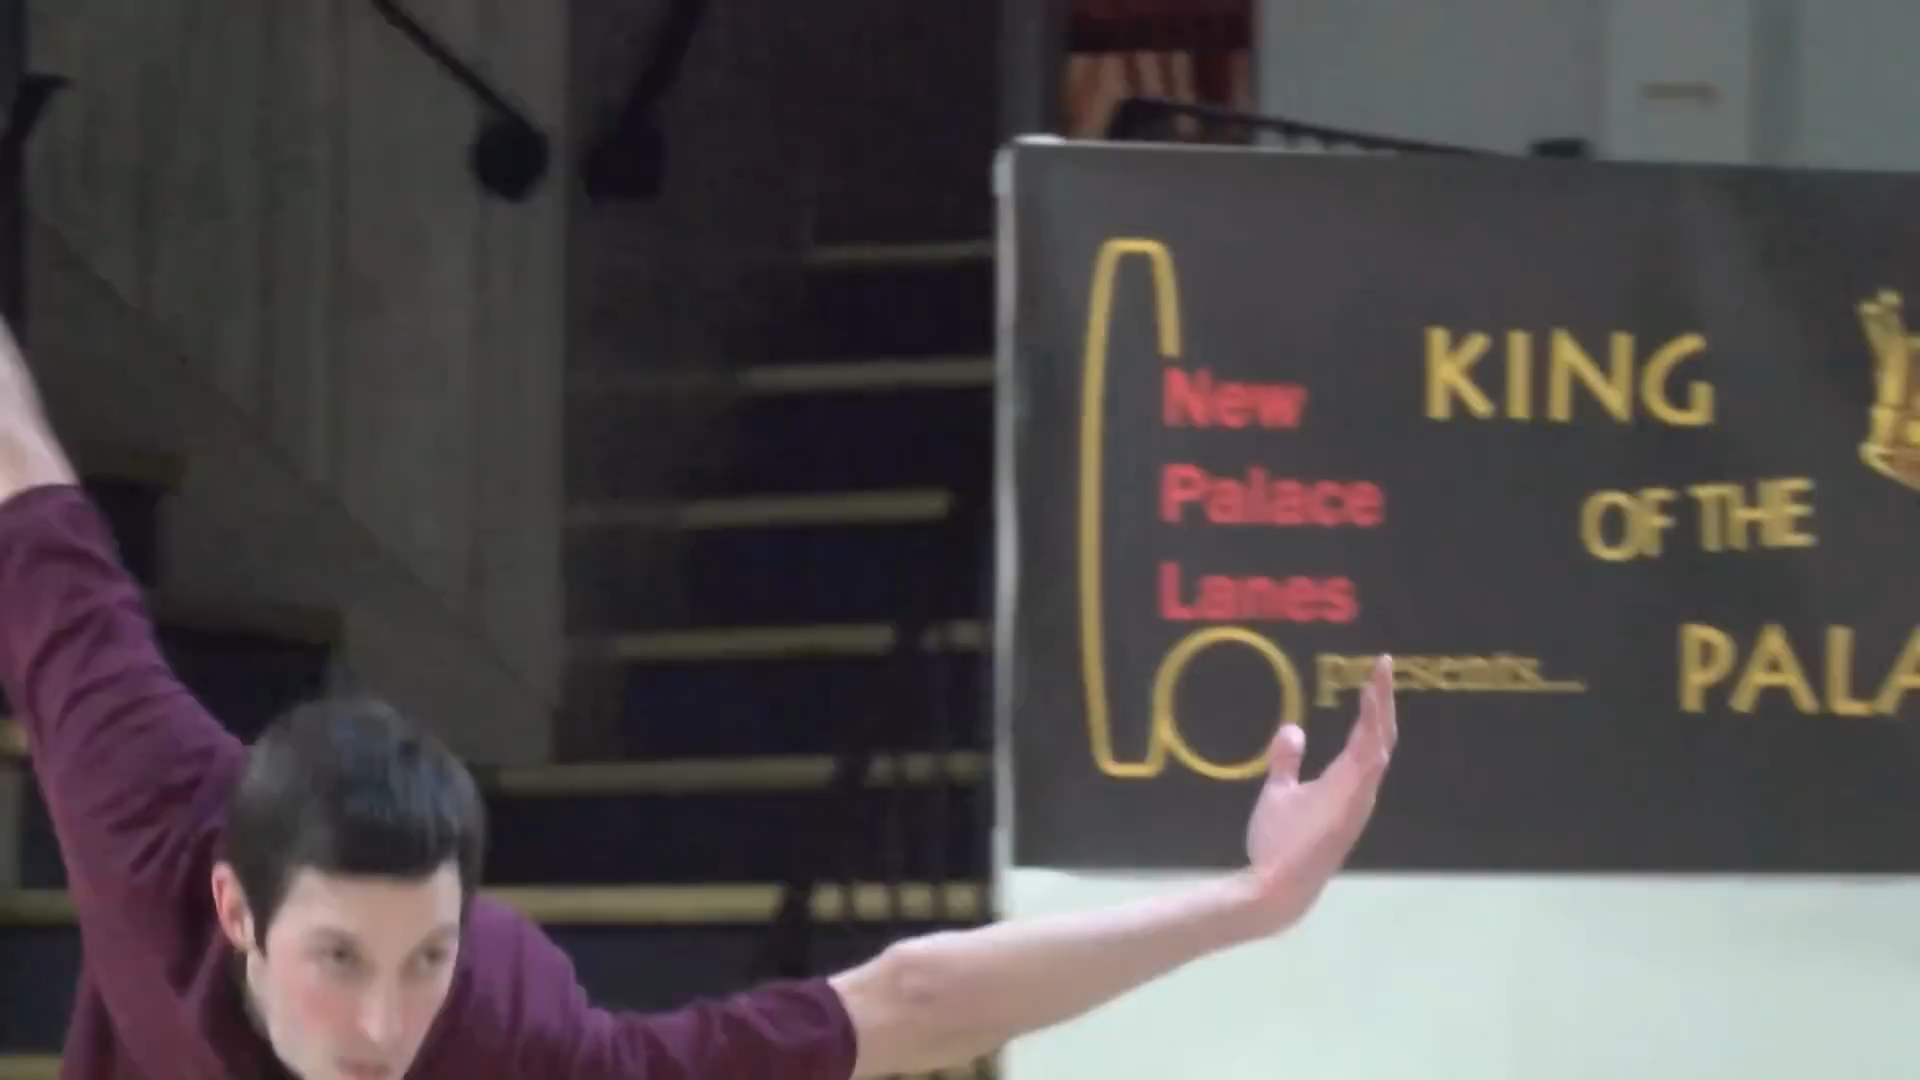 New
Palace
Lanes
presents...
KING
OF THE
PALA